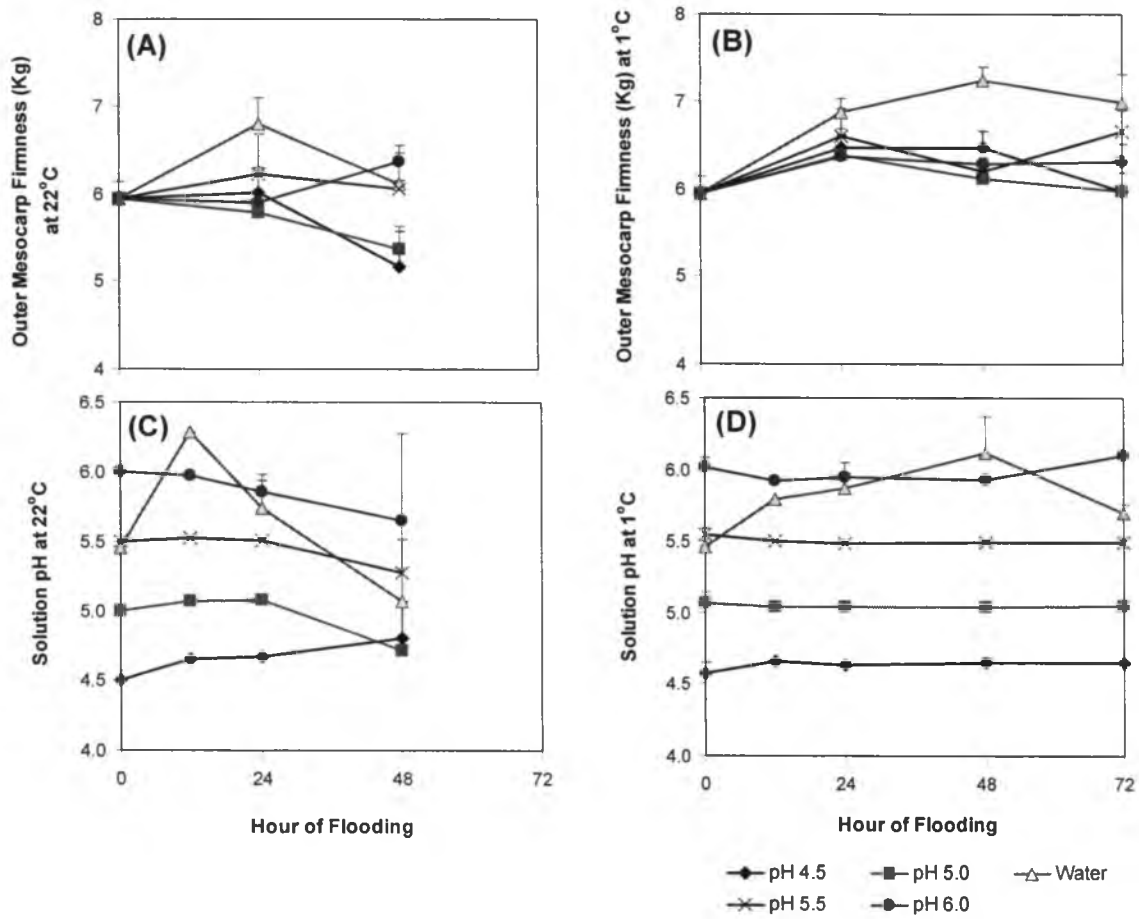 (A)
Outer Mesocarp Firmness (Kg)
at 22°C
8
7
6
5
4
(B)
Outer Mesocarp Firmness (Kg) at 1°C
8
7
6
5
4
(C)
Solution pH at 22°C
6.5
6.0
5.5
5.0
4.5
4.0
0 24 48 72
Hour of Flooding
(D)
Solution pH at 1°C
6.5
6.0
5.5
5.0
4.5
4.0
0 24 48 72
Hour of Flooding
pH 4.5 pH 5.0 Water
pH 5.5 pH 6.0